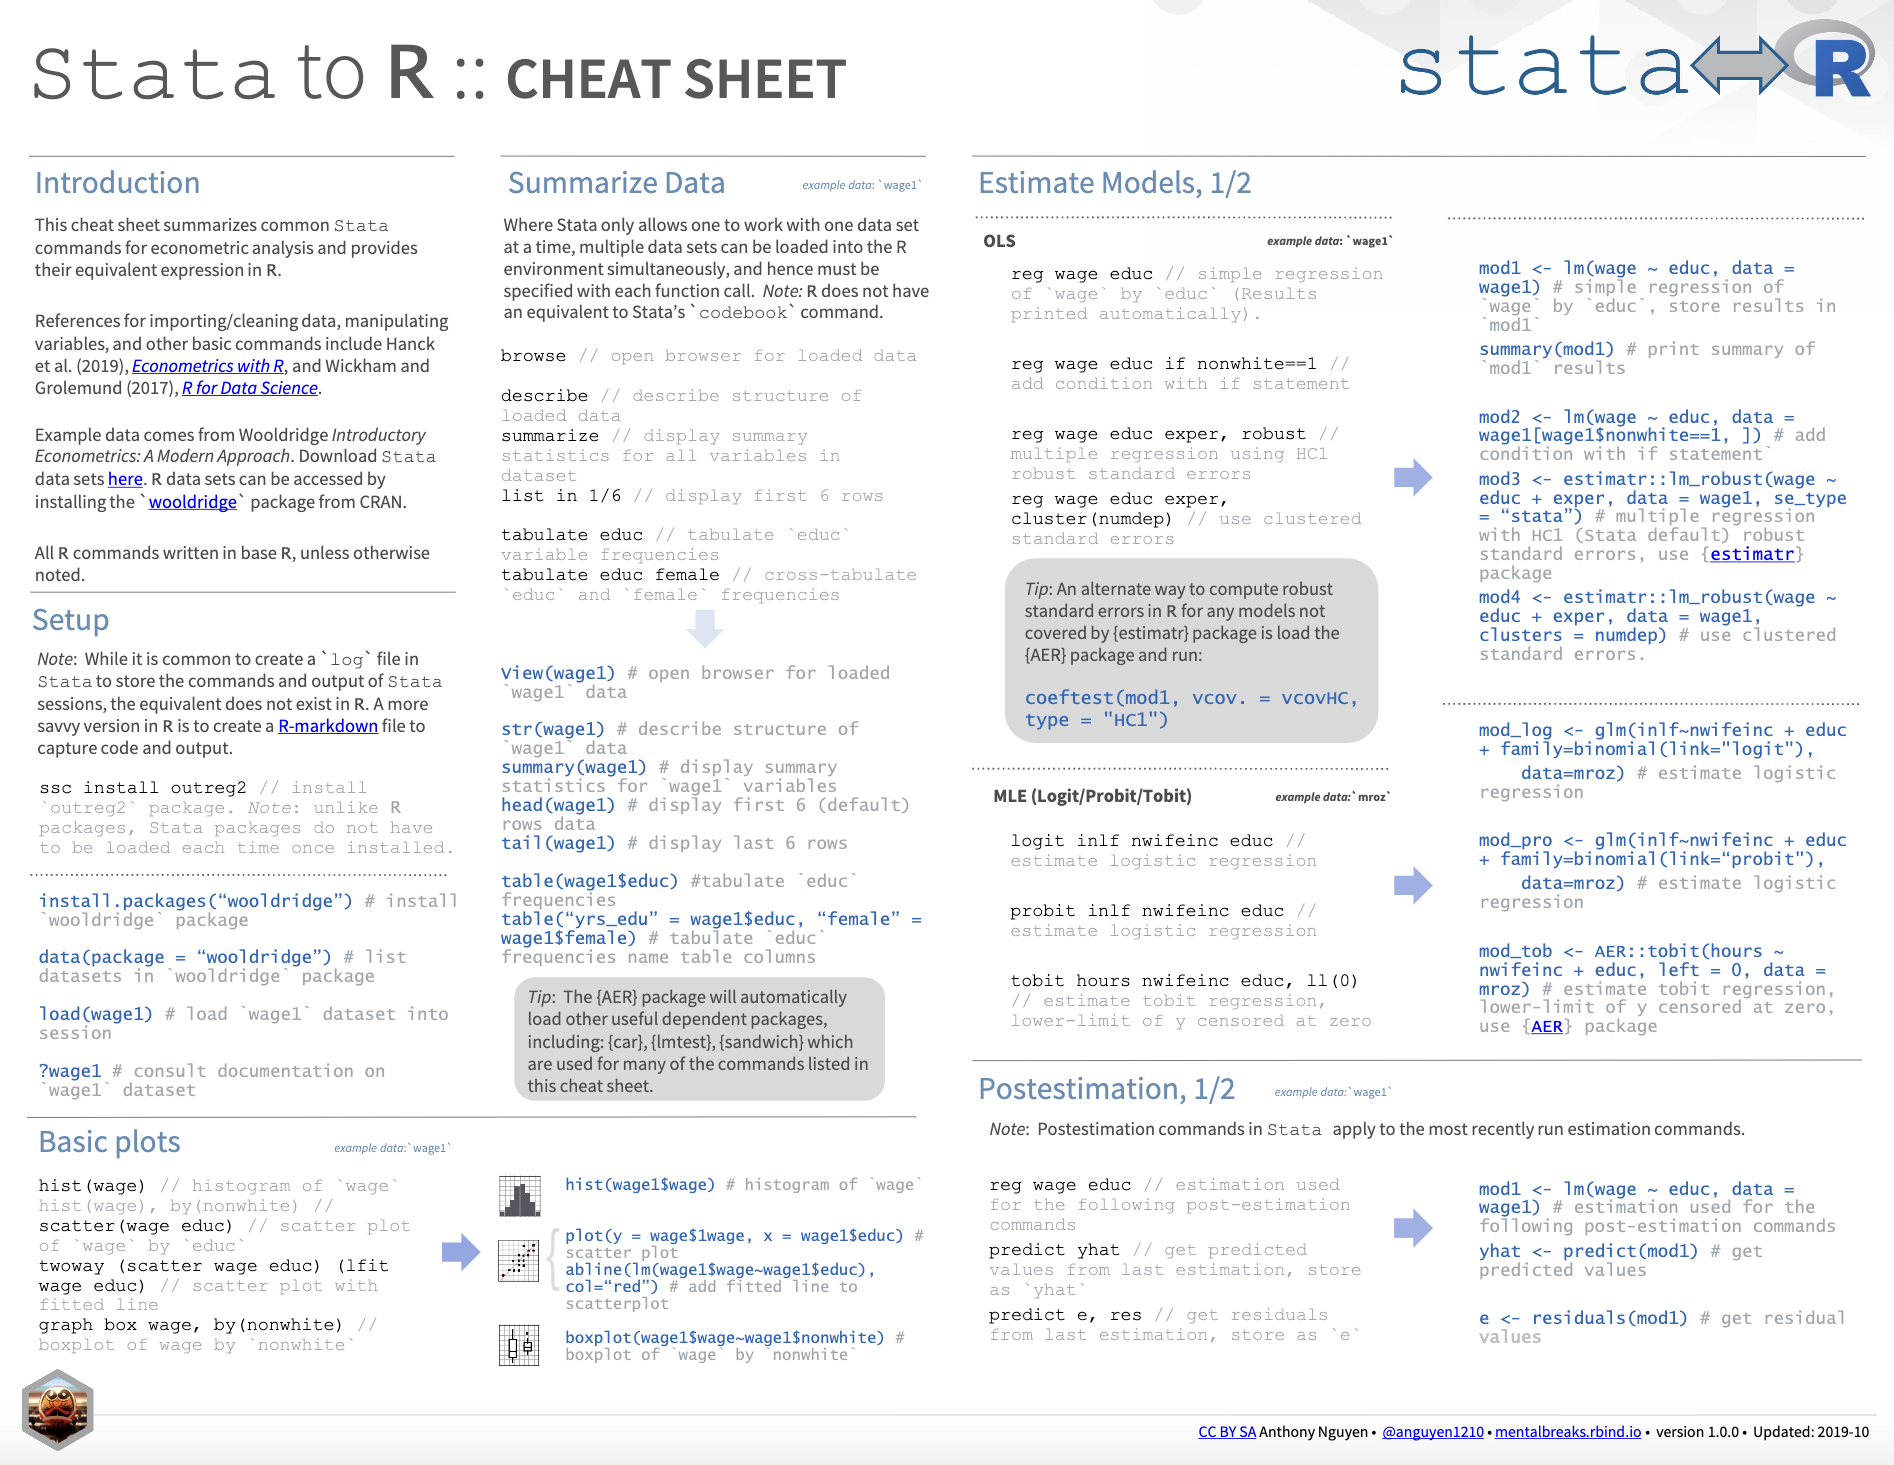 Stata to R :: CHEAT SHEET
stata R
Introduction
This cheat sheet summarizes common Stata
commands for econometric analysis and provides
their equivalent expression in R.
References for importing/cleaning data, manipulating
variables, and other basic commands include Hanck
et al. (2019), Econometrics with R, and Wickham and
Grolemund (2017), R for Data Science.
Example data comes from Wooldridge Introductory
Econometrics: A Modern Approach. Download Stata
data sets here. R data sets can be accessed by
installing the `wooldridge` package from CRAN.
All R commands written in base R, unless otherwise
noted.
Setup
Note: While it is common to create a `log` file in
Stata to store the commands and output of Stata
sessions, the equivalent does not exist in R. A more
savvy version in R is to create a R-markdown file to
capture code and output.
ssc install outreg2 // install
`outreg2` package. Note: unlike R
packages, Stata packages do not have
to be loaded each time once installed.
install.packages(“wooldridge”) # install
`wooldridge` package
data(package = “wooldridge”) # list
datasets in `wooldridge` package
load(wage1) # load `wage1` dataset into
session
?wage1 # consult documentation on
`wage1` dataset
Summarize Data
example data: `wage1`
Where Stata only allows one to work with one data set
at a time, multiple data sets can be loaded into the R
environment simultaneously, and hence must be
specified with each function call. Note: R does not have
an equivalent to Stata’s `codebook` command.
browse // open browser for loaded data
describe // describe structure of
loaded data
summarize // display summary
statistics for all variables in
dataset
list in 1/6 // display first 6 rows
tabulate educ // tabulate `educ`
variable frequencies
tabulate educ female // cross-tabulate
`educ` and `female` frequencies
View(wage1) # open browser for loaded
`wage1` data
str(wage1) # describe structure of
`wage1` data
summary(wage1) # display summary
statistics for `wage1` variables
head(wage1) # display first 6 (default)
rows data
tail(wage1) # display last 6 rows
table(wage1$educ) #tabulate `educ`
frequencies
table(“yrs_edu” = wage1$educ, “female” =
wage1$female) # tabulate `educ`
frequencies name table columns
Tip: The {AER} package will automatically
load other useful dependent packages,
including: {car}, {lmtest}, {sandwich} which
are used for many of the commands listed in
this cheat sheet.
Basic plots
example data:`wage1`
hist(wage) // histogram of `wage`
hist(wage), by(nonwhite) //
scatter(wage educ) // scatter plot
of `wage` by `educ`
twoway (scatter wage educ) (lfit
wage educ) // scatter plot with
fitted line
graph box wage, by(nonwhite) //
boxplot of wage by `nonwhite`
hist(wage1$wage) # histogram of `wage`
plot(y = wage$1wage, x = wage1$educ) #
scatter plot
abline(lm(wage1$wage~wage1$educ),
col=“red”) # add fitted line to
scatterplot
boxplot(wage1$wage~wage1$nonwhite) #
boxplot of `wage` by `nonwhite`
Estimate Models, 1/2
OLS
example data: `wage1`
reg wage educ // simple regression
of `wage` by `educ` (Results
printed automatically).
reg wage educ if nonwhite==1 //
add condition with if statement
reg wage educ exper, robust //
multiple regression using HC1
robust standard errors
reg wage educ exper,
cluster(numdep) // use clustered
standard errors
Tip: An alternate way to compute robust
standard errors in R for any models not
covered by {estimatr} package is load the
{AER} package and run:
coeftest(mod1, vcov. = vcovHC,
type = "HC1")
mod1 <- lm(wage ~ educ, data =
wage1) # simple regression of
`wage` by `educ`, store results in
`mod1`
summary(mod1) # print summary of
`mod1` results
mod2 <- lm(wage ~ educ, data =
wage1[wage1$nonwhite==1, ]) # add
condition with if statement`
mod3 <- estimatr::lm_robust(wage ~
educ + exper, data = wage1, se_type
= “stata”) # multiple regression
with HC1 (Stata default) robust
standard errors, use {estimatr}
package
mod4 <- estimatr::lm_robust(wage ~
educ + exper, data = wage1,
clusters = numdep) # use clustered
standard errors.
MLE (Logit/Probit/Tobit)
example data:`mroz`
logit inlf nwifeinc educ //
estimate logistic regression
probit inlf nwifeinc educ //
estimate logistic regression
tobit hours nwifeinc educ, ll(0)
// estimate tobit regression,
lower-limit of y censored at zero
mod_log <- glm(inlf~nwifeinc + educ
+ family=binomial(link="logit"),
data=mroz) # estimate logistic
regression
mod_pro <- glm(inlf~nwifeinc + educ
+ family=binomial(link=“probit"),
data=mroz) # estimate logistic
regression
mod_tob <- AER::tobit(hours ~
nwifeinc + educ, left = 0, data =
mroz) # estimate tobit regression,
lower-limit of y censored at zero,
use {AER} package
Postestimation, 1/2
example data:`wage1`
Note: Postestimation commands in Stata apply to the most recently run estimation commands.
reg wage educ // estimation used
for the following post-estimation
commands
predict yhat // get predicted
values from last estimation, store
as `yhat`
predict e, res // get residuals
from last estimation, store as `e`
mod1 <- lm(wage ~ educ, data =
wage1) # estimation used for the
following post-estimation commands
yhat <- predict(mod1) # get
predicted values
e <- residuals(mod1) # get residual
values
CC BY SA Anthony Nguyen • @anguyen1210 • mentalbreaks.rbind.io • version 1.0.0 • Updated: 2019-10